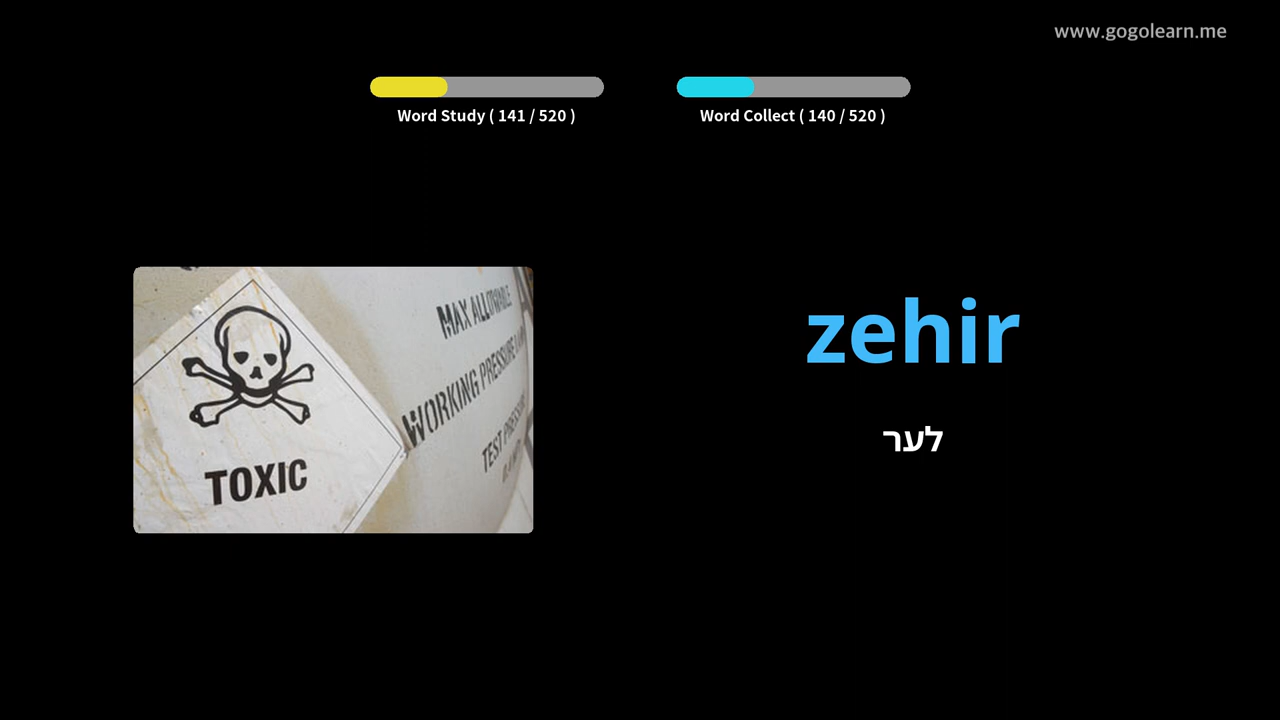 www.gogolearn.me
Word Study ( 141 / 520 )
Word Collect ( 140 / 520 )
MAX ALLOWABLE
WORKING PRESSURE
TEST PRESSURE
TOXIC
zehir
לער